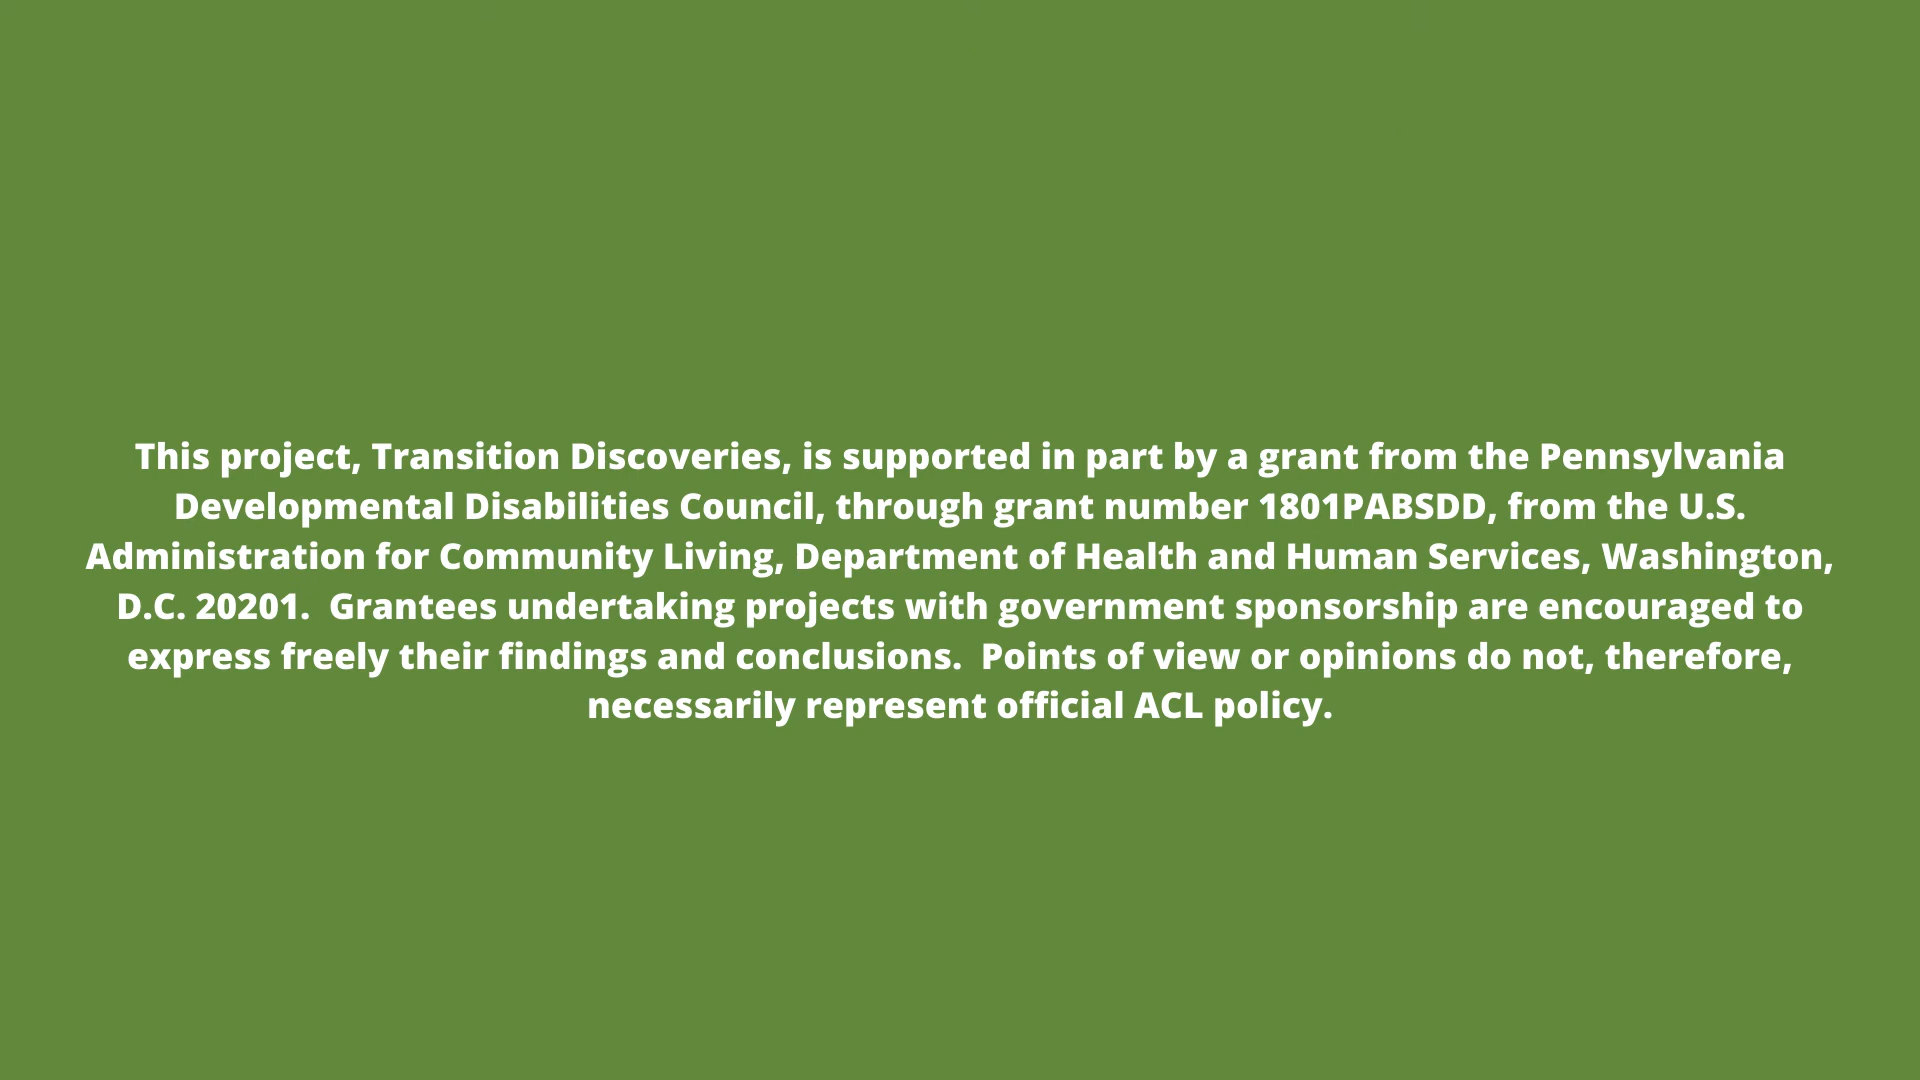 This project, Transition Discoveries, is supported in part by a grant from the Pennsylvania
Developmental Disabilities Council, through grant number 1801PABSDD, from the U.S.
Administration for Community Living, Department of Health and Human Services, Washington,
D.C. 20201.  Grantees undertaking projects with government sponsorship are encouraged to
express freely their findings and conclusions.  Points of view or opinions do not, therefore,
necessarily represent official ACL policy.